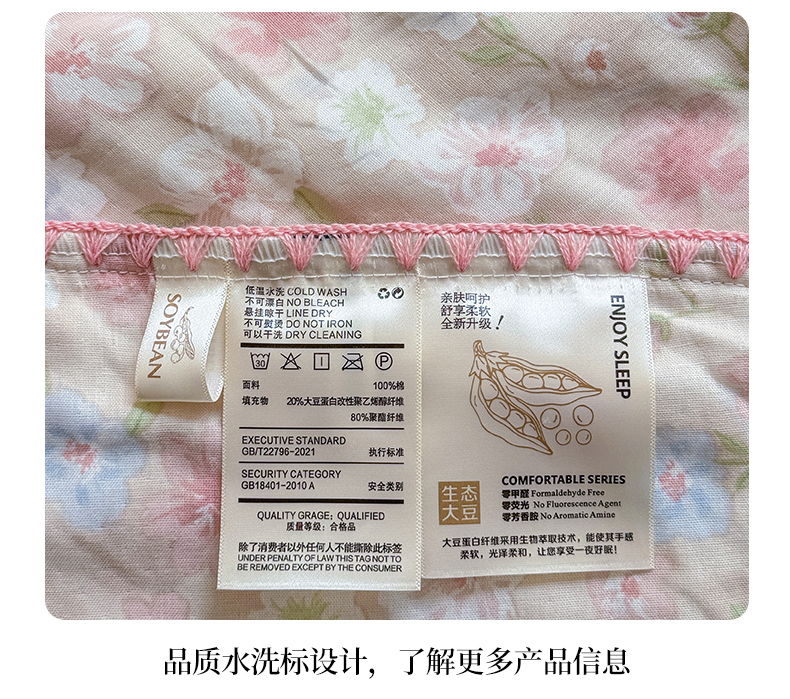 SOYBEAN
低温水洗 COLD WASH
不可漂白 NO BLEACH
悬挂晾干 LINE DRY
不可熨烫 DO NOT IRON
可以干洗 DRY CLEANING
30
P
面料 100%棉
填充物 20%大豆蛋白改性聚乙烯醇纤维
80%聚酯纤维
EXECUTIVE STANDARD
GB/T22796-2021 执行标准
SECURITY CATEGORY
GB18401-2010 A 安全类别
QUALITY GRAGE: QUALIFIED
质量等级：合格品
除了消费者以外任何人不能撕除此标签
UNDER PENALTY OF LAW THIS TAG NOT TO
BE REMOVED EXCEPT BY THE CONSUMER
亲肤呵护
舒享柔软
全新升级！
ENJOY SLEEP
生态
大豆
COMFORTABLE SERIES
零甲醛 Formaldehyde Free
零荧光 No Fluorescence Agent
零芳香胺 No Aromatic Amine
大豆蛋白纤维采用生物萃取技术，能使其手感
柔软，光泽柔和，让您享受一夜好眠！
品质水洗标设计，了解更多产品信息